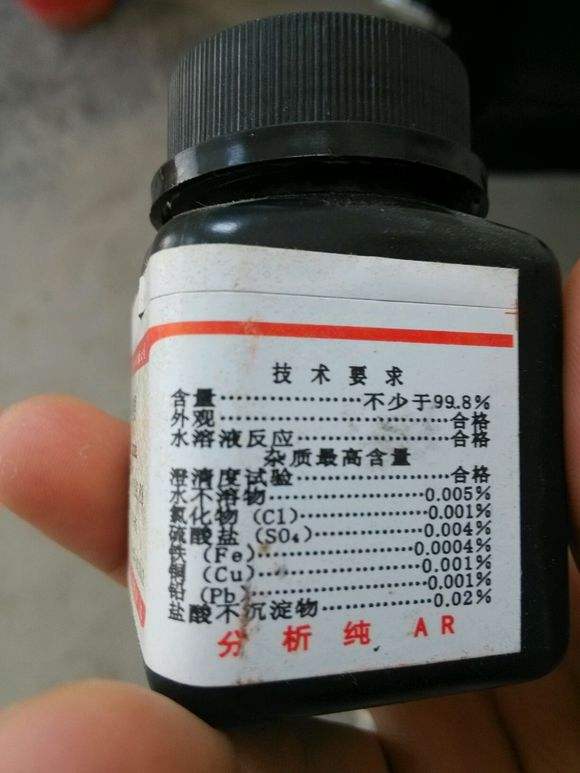 技术要求
含量……………………不少于99.8%
外观……………………………合格
水溶液反应…………………合格
杂质最高含量
澄清度试验…………………合格
水不溶物…………………0.005%
氯化物 (Cl)………………0.001%
硫酸盐 (SO₄)……………0.004%
铁 (Fe)…………………0.0004%
铜 (Cu)…………………0.001%
铅 (Pb)…………………0.001%
盐酸不沉淀物……………0.02%
分析纯 AR